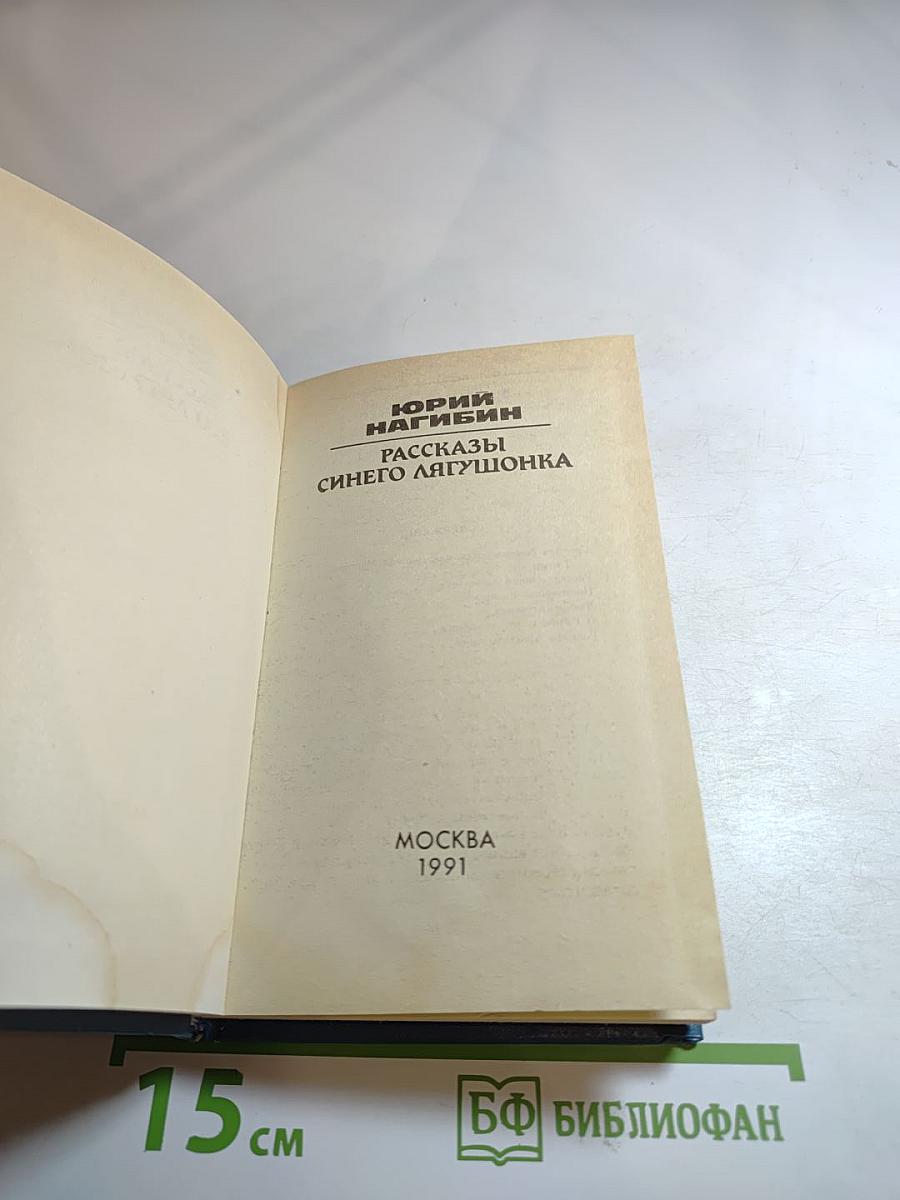 ЮРИЙ
НАГИБИН
РАССКАЗЫ
СИНЕГО ЛЯГУШОНКА
МОСКВА
1991
15 СМ
БФ БИБЛИОФАН